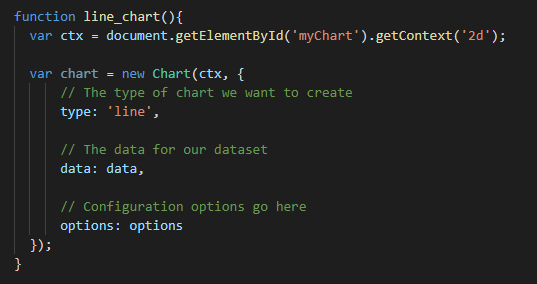 function line_chart(){
  var ctx = document.getElementById('myChart').getContext('2d');
  var chart = new Chart(ctx, {
      // The type of chart we want to create
      type: 'line',
      // The data for our dataset
      data: data,
      // Configuration options go here
      options: options
  });
}